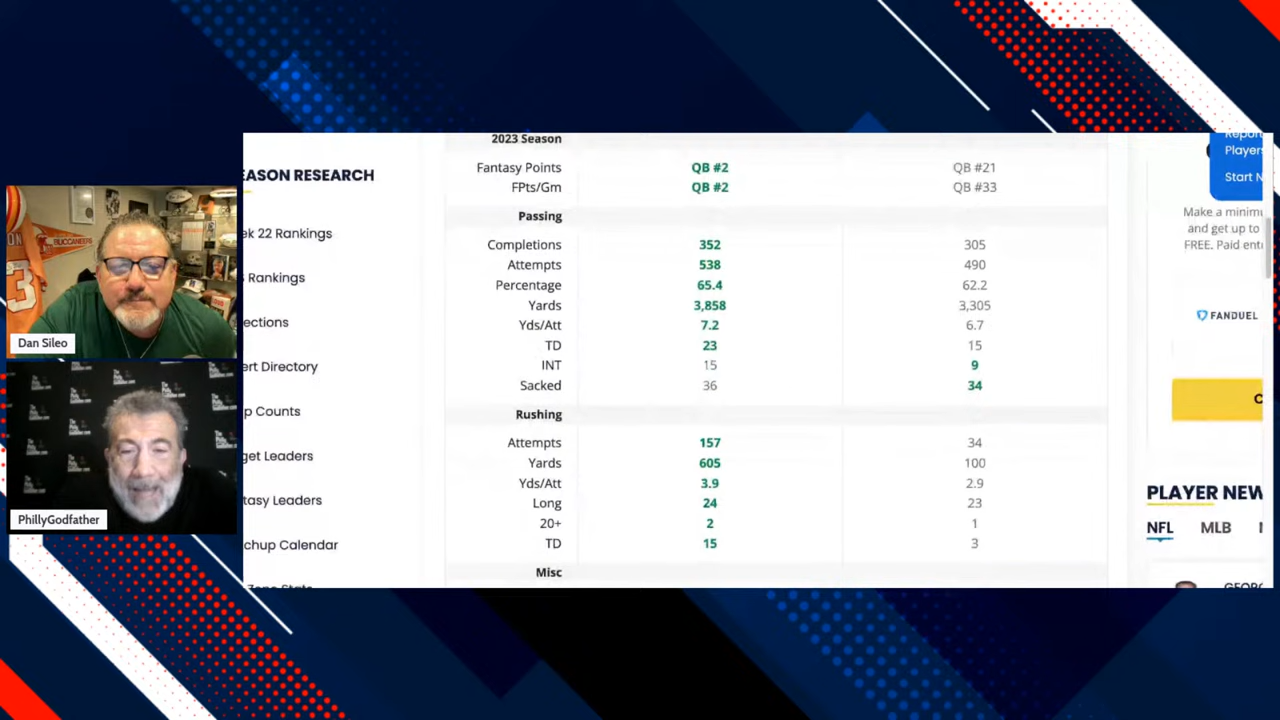 2023 Season
EASON RESEARCH
Fantasy Points QB #2 QB #21
FPts/Gm QB #2 QB #33
Passing
Completions 352 305
Attempts 538 490
Percentage 65.4 62.2
Yards 3,858 3,305
Yds/Att 7.2 6.7
TD 23 15
INT 15 9
Sacked 36 34
Rushing
Attempts 157 34
Yards 605 100
Yds/Att 3.9 2.9
Long 24 23
20+ 2 1
TD 15 3
Misc
ek 22 Rankings
Rankings
ections
ert Directory
p Counts
get Leaders
tasy Leaders
chup Calendar
Zone Stats
Players
Start N
Make a minim
and get up to
FREE. Paid ent
FANDUEL
C
PLAYER NEW
NFL MLB
GEORG
BUCCANEERS
Dan Sileo
PhillyGodfather